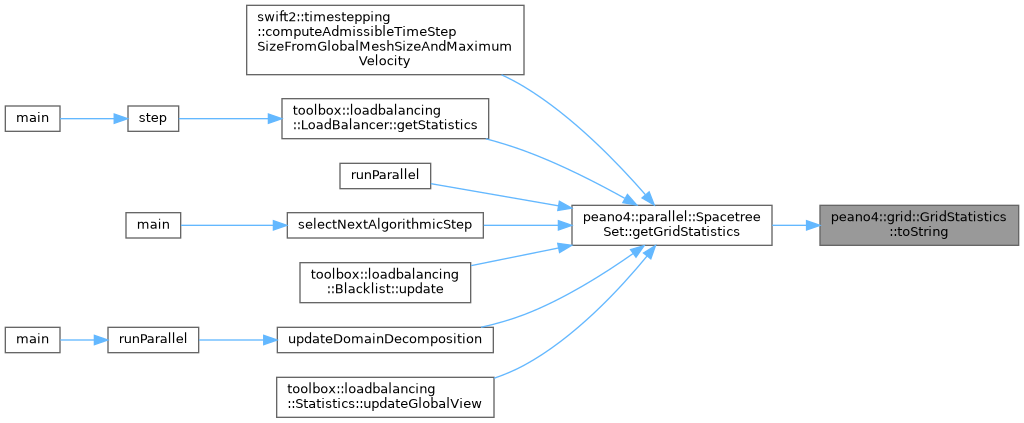 swift2::timestepping
::computeAdmissibleTimeStep
SizeFromGlobalMeshSizeAndMaximum
Velocity
main
step
toolbox::loadbalancing
::LoadBalancer::getStatistics
runParallel
main
selectNextAlgorithmicStep
peano4::parallel::Spacetree
Set::getGridStatistics
peano4::grid::GridStatistics
::toString
toolbox::loadbalancing
::Blacklist::update
main
runParallel
updateDomainDecomposition
toolbox::loadbalancing
::Statistics::updateGlobalView